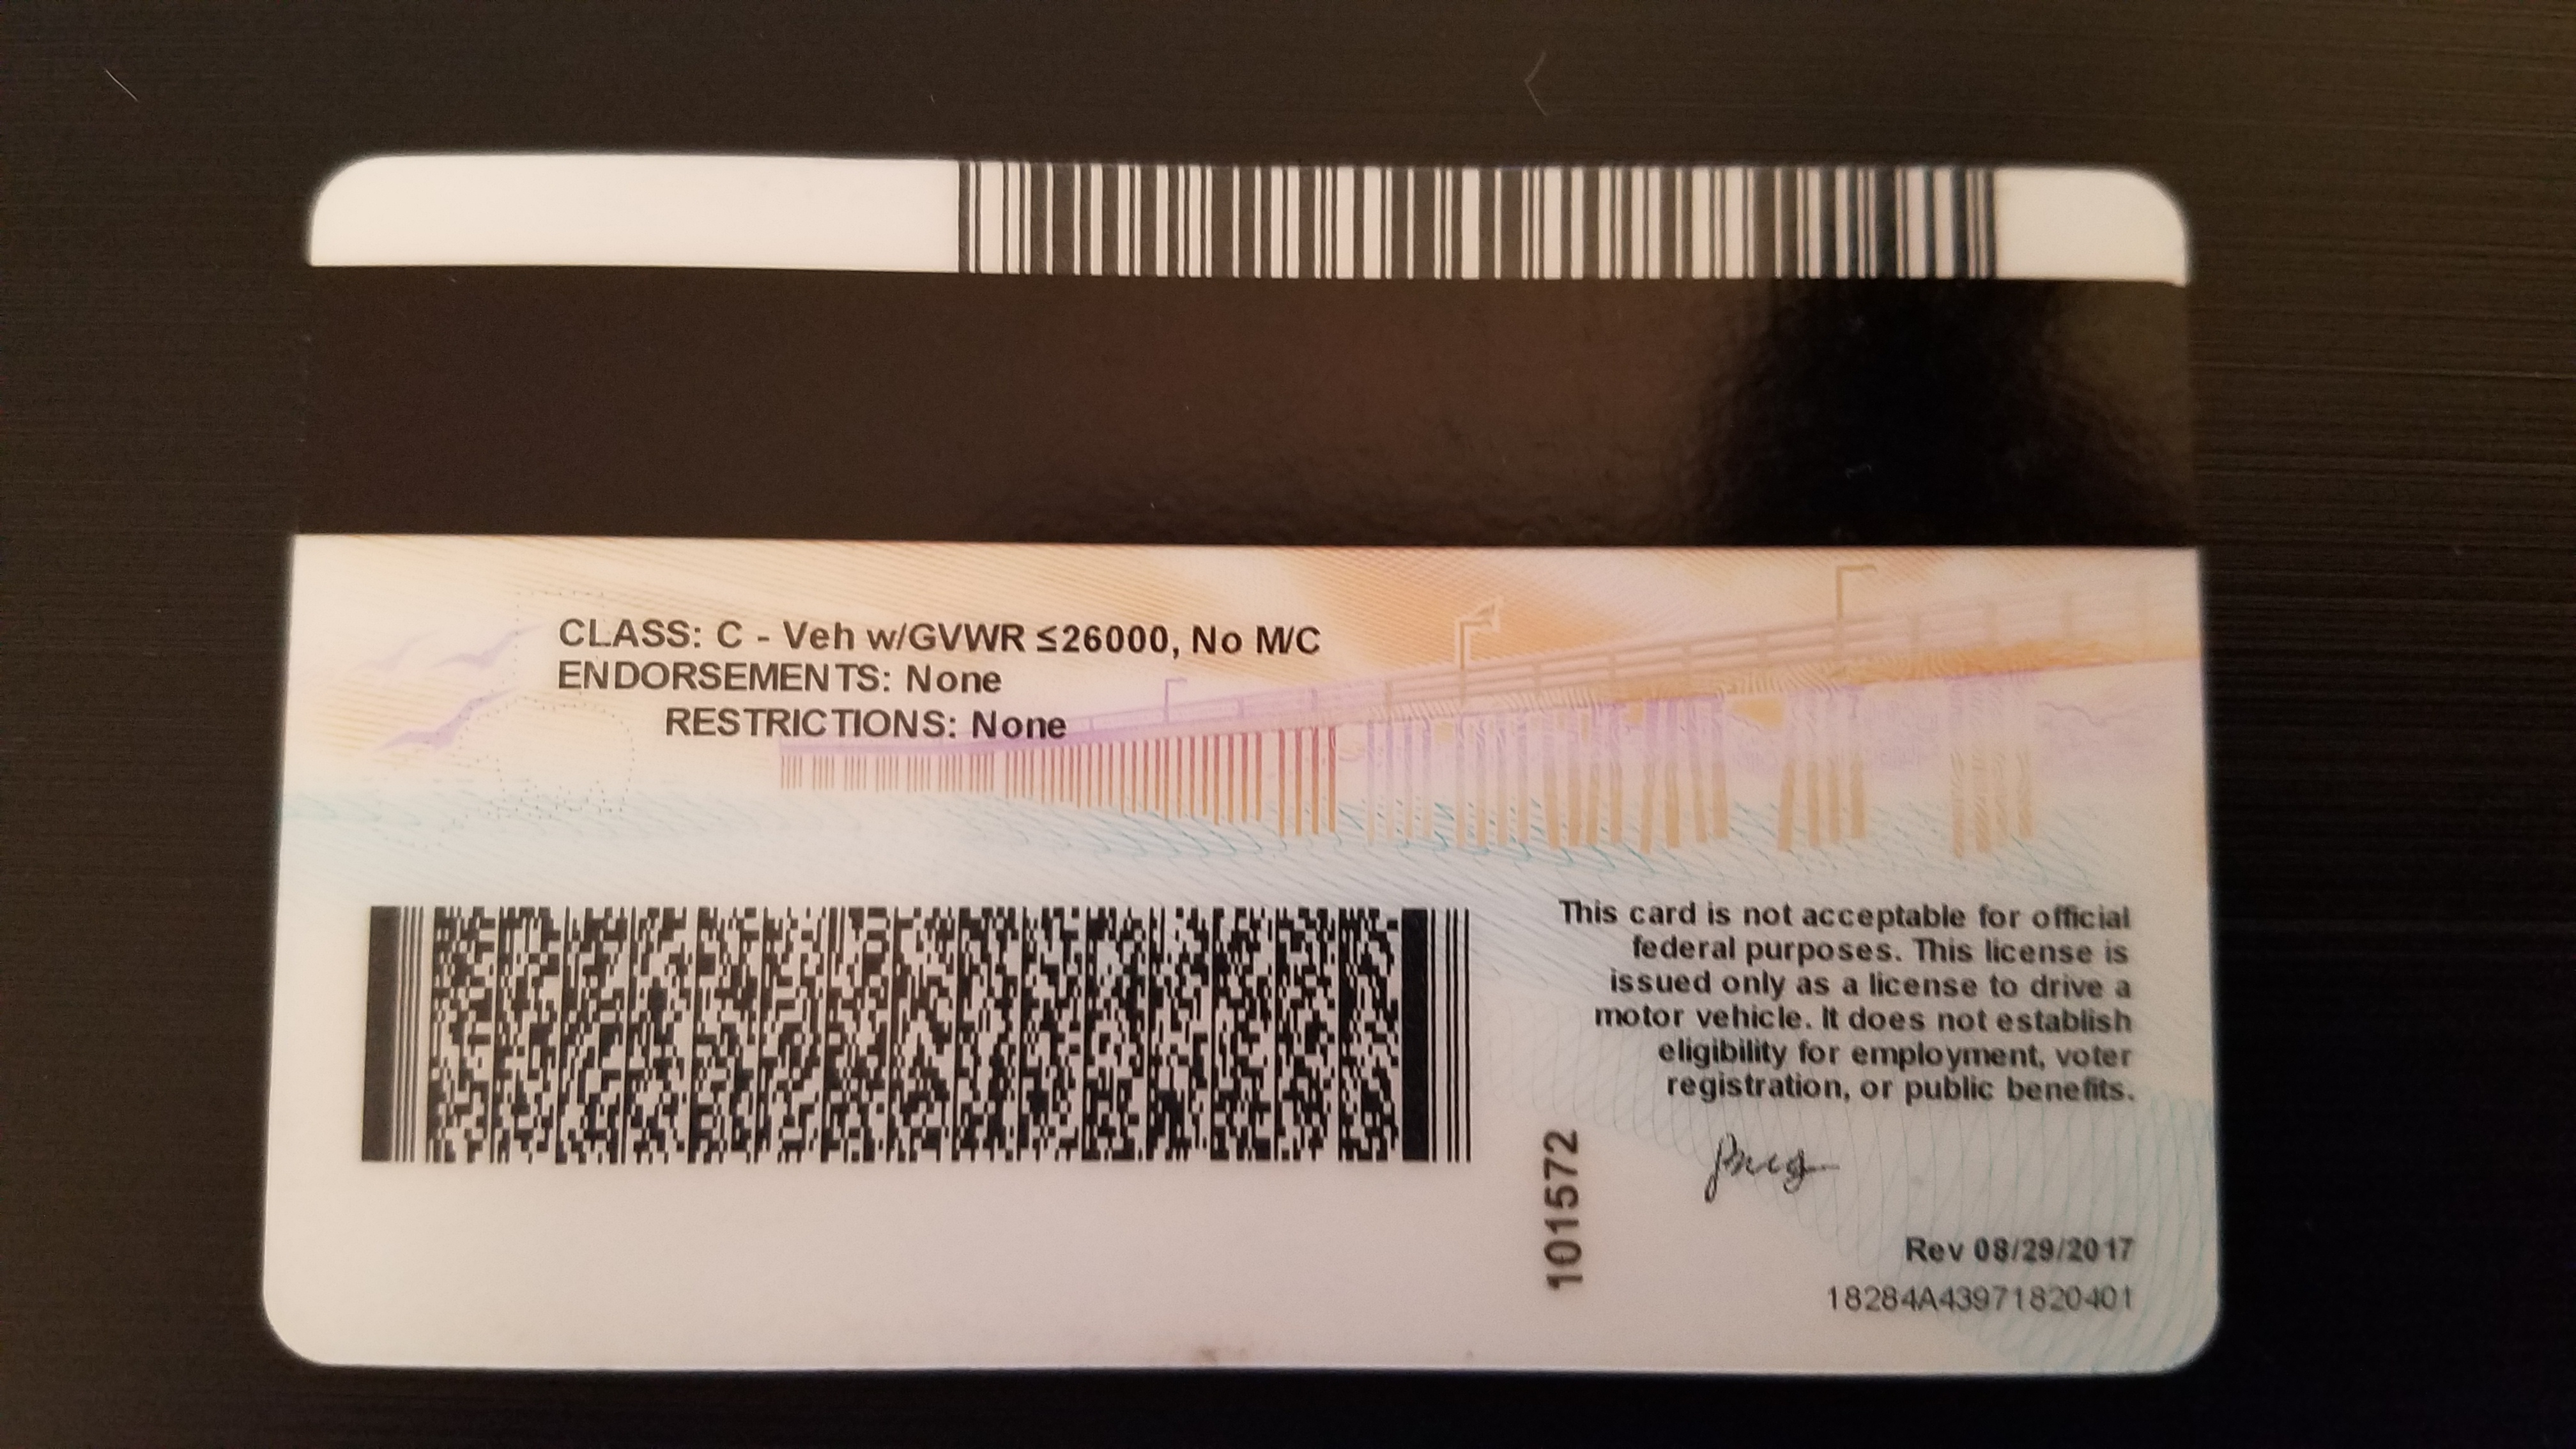 CLASS: C - Veh w/GVWR ≤26000, No M/C
ENDORSEMENTS: None
RESTRICTIONS: None
This card is not acceptable for official
federal purposes. This license is
issued only as a license to drive a
motor vehicle. It does not establish
eligibility for employment, voter
registration, or public benefits.
101572
Rev 08/29/2017
18284A43971820401